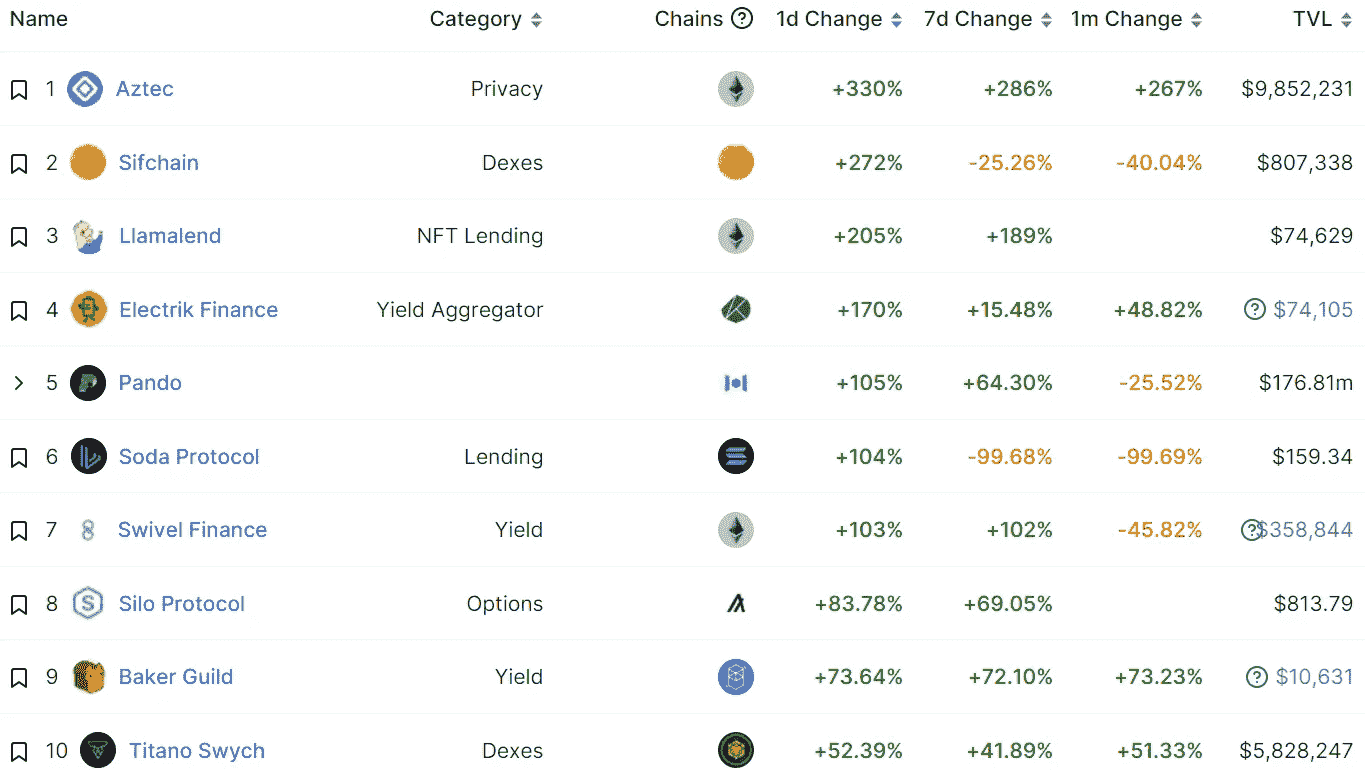 Name Category Chains ? 1d Change 7d Change 1m Change TVL
1 Aztec Privacy +330% +286% +267% $9,852,231
2 Sifchain Dexes +272% -25.26% -40.04% $807,338
3 Llamalend NFT Lending +205% +189% $74,629
4 Electrik Finance Yield Aggregator +170% +15.48% +48.82% ? $74,105
5 Pando +105% +64.30% -25.52% $176.81m
6 Soda Protocol Lending +104% -99.68% -99.69% $159.34
7 Swivel Finance Yield +103% +102% -45.82% ? $358,844
8 S Silo Protocol Options +83.78% +69.05% $813.79
9 Baker Guild Yield +73.64% +72.10% +73.23% ? $10,631
10 Titano Swych Dexes +52.39% +41.89% +51.33% $5,828,247